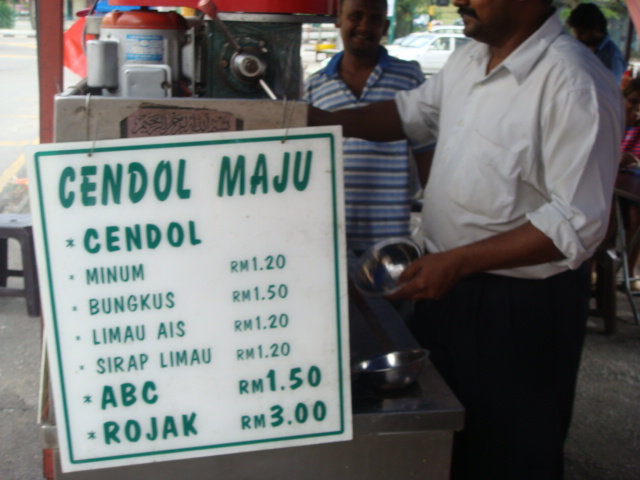 CENDOL MAJU
* CENDOL
· MINUM RM1.20
· BUNGKUS RM1.50
· LIMAU AIS RM1.20
· SIRAP LIMAU RM1.20
* ABC RM1.50
* ROJAK RM3.00